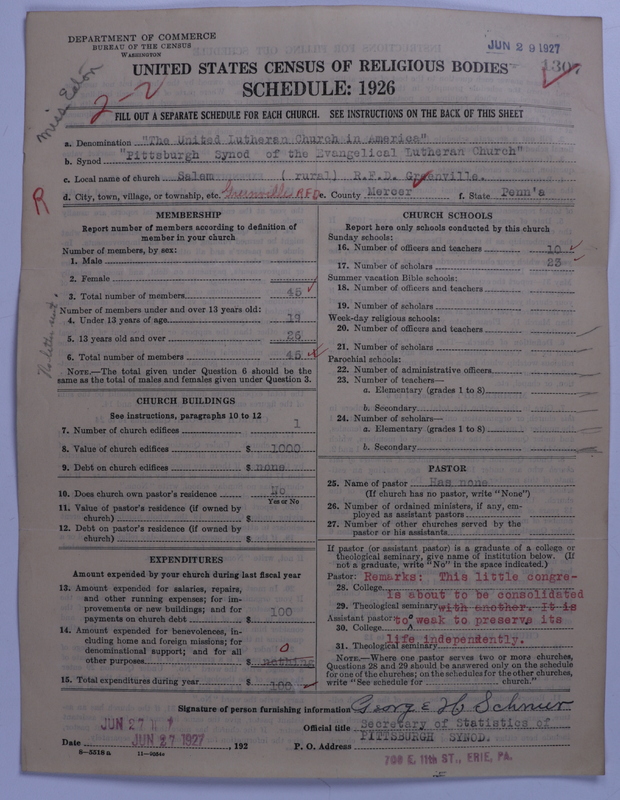 DEPARTMENT OF COMMERCE
BUREAU OF THE CENSUS
WASHINGTON
JUN 29 1927
1307
UNITED STATES CENSUS OF RELIGIOUS BODIES
SCHEDULE: 1926
Miss Eaton
2-2
FILL OUT A SEPARATE SCHEDULE FOR EACH CHURCH. SEE INSTRUCTIONS ON THE BACK OF THIS SHEET
a. Denomination "The United Lutheran Church in America"
b. Synod "Pittsburgh Synod of the Evangelical Lutheran Church"
c. Local name of church Salem (rural) R.F.D. Greenville.
d. City, town, village, or township, etc. Greenville RFD e. County Mercer f. State Penn'a
R
MEMBERSHIP
Report number of members according to definition of member in your church
Number of members, by sex:
1. Male
2. Female
3. Total number of members 45
Number of members under and over 13 years old:
4. Under 13 years of age 19
5. 13 years old and over 26
6. Total number of members 45
NOTE.—The total given under Question 6 should be the same as the total of males and females given under Question 3.
No letter sent
CHURCH BUILDINGS
See instructions, paragraphs 10 to 12
7. Number of church edifices 1
8. Value of church edifices $ 1000
9. Debt on church edifices $ none
10. Does church own pastor's residence No
Yes or No
11. Value of pastor's residence (if owned by church) $
12. Debt on pastor's residence (if owned by church) $
EXPENDITURES
Amount expended by your church during last fiscal year
13. Amount expended for salaries, repairs, and other running expenses; for improvements or new buildings; and for payments on church debt $ 100
14. Amount expended for benevolences, including home and foreign missions; for denominational support; and for all other purposes $ nothing 0
15. Total expenditures during year $ 100
CHURCH SCHOOLS
Report here only schools conducted by this church
Sunday schools:
16. Number of officers and teachers 10
17. Number of scholars 23
Summer vacation Bible schools:
18. Number of officers and teachers
19. Number of scholars
Week-day religious schools:
20. Number of officers and teachers
21. Number of scholars
Parochial schools:
22. Number of administrative officers
23. Number of teachers—
a. Elementary (grades 1 to 8)
b. Secondary
24. Number of scholars—
a. Elementary (grades 1 to 8)
b. Secondary
PASTOR
25. Name of pastor Has none
(If church has no pastor, write "None")
26. Number of ordained ministers, if any, employed as assistant pastors
27. Number of other churches served by the pastor or his assistants
If pastor (or assistant pastor) is a graduate of a college or theological seminary, give name of institution below. (If not a graduate, write "No" in the space indicated.)
Pastor: Remarks: This little congre-
28. College is about to be consolidated
29. Theological seminary with another. It is
Assistant pastor: too weak to preserve its
30. College
life independently.
31. Theological seminary
NOTE.—Where one pastor serves two or more churches, Questions 28 and 29 should be answered only on the schedule for one of the churches; on the schedules for the other churches, write "See schedule for church."
Signature of person furnishing information George H Schnur
Official title Secretary of Statistics of
PITTSBURGH SYNOD.
JUN 27
Date JUN 27 1927, 192
P. O. Address 708 E. 11th ST., ERIE, PA.
8-5518a